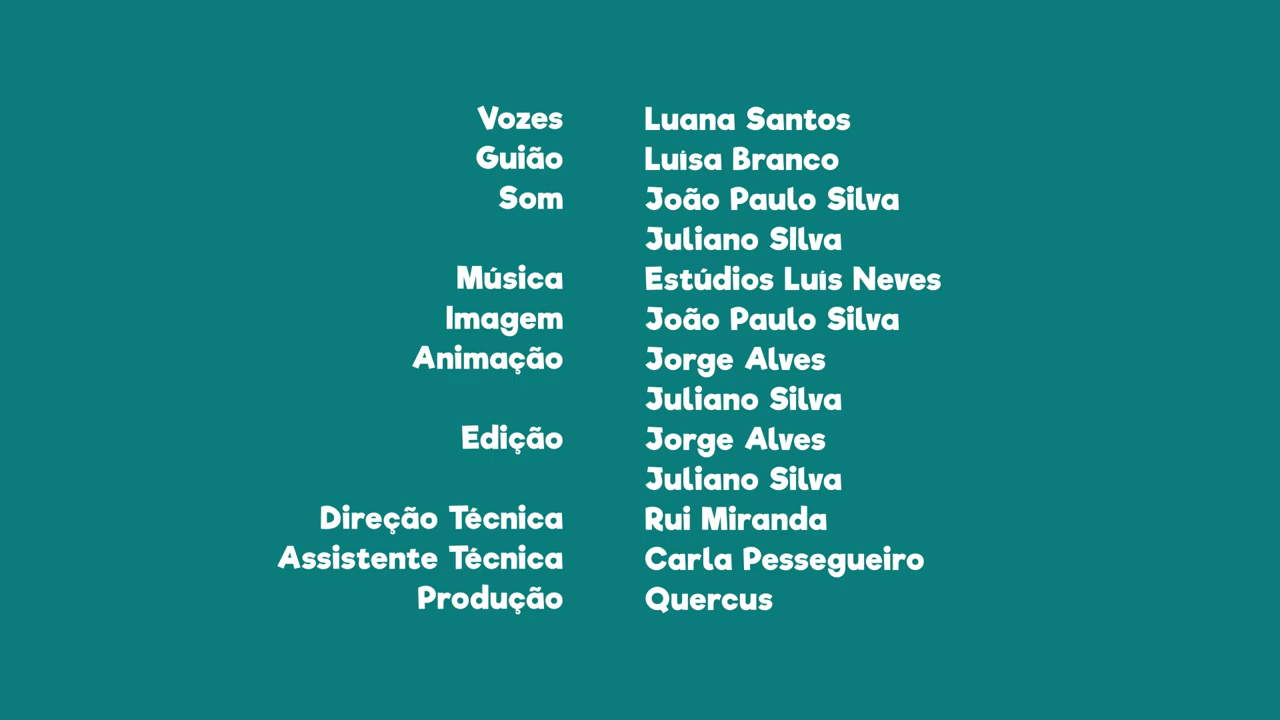 Vozes Luana Santos
Guião Luísa Branco
Som João Paulo Silva
Juliano SIlva
Música Estúdios Luís Neves
Imagem João Paulo Silva
Animação Jorge Alves
Juliano Silva
Edição Jorge Alves
Juliano Silva
Direção Técnica Rui Miranda
Assistente Técnica Carla Pessegueiro
Produção Quercus